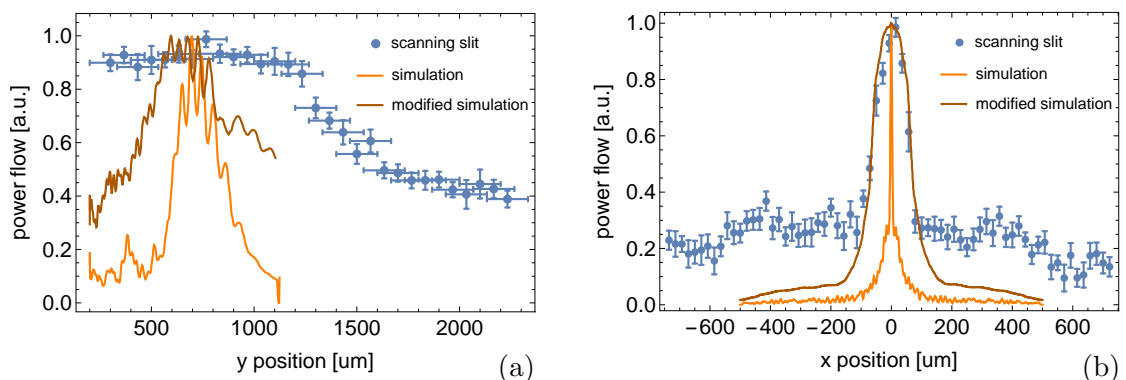 power flow [a.u.]
1.0
0.8
0.6
0.4
0.2
0.0
scanning slit
simulation
modified simulation
500 1000 1500 2000
y position [um]
(a)
power flow [a.u.]
1.0
0.8
0.6
0.4
0.2
0.0
scanning slit
simulation
modified simulation
−600 −400 −200 0 200 400 600
x position [um]
(b)